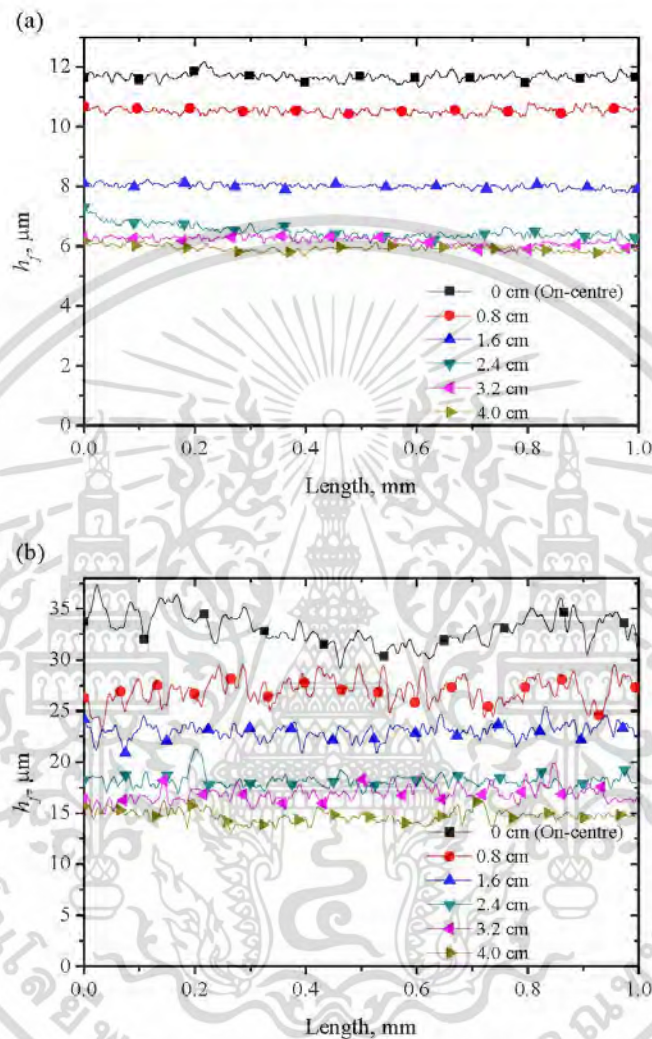 (a)
12
10
8
6
4
2
0
h_f, μm
0 cm (On-centre)
0.8 cm
1.6 cm
2.4 cm
3.2 cm
4.0 cm
0.0 0.2 0.4 0.6 0.8 1.0
Length, mm
(b)
35
30
25
20
15
10
5
0
h_f, μm
0 cm (On-centre)
0.8 cm
1.6 cm
2.4 cm
3.2 cm
4.0 cm
0.0 0.2 0.4 0.6 0.8 1.0
Length, mm